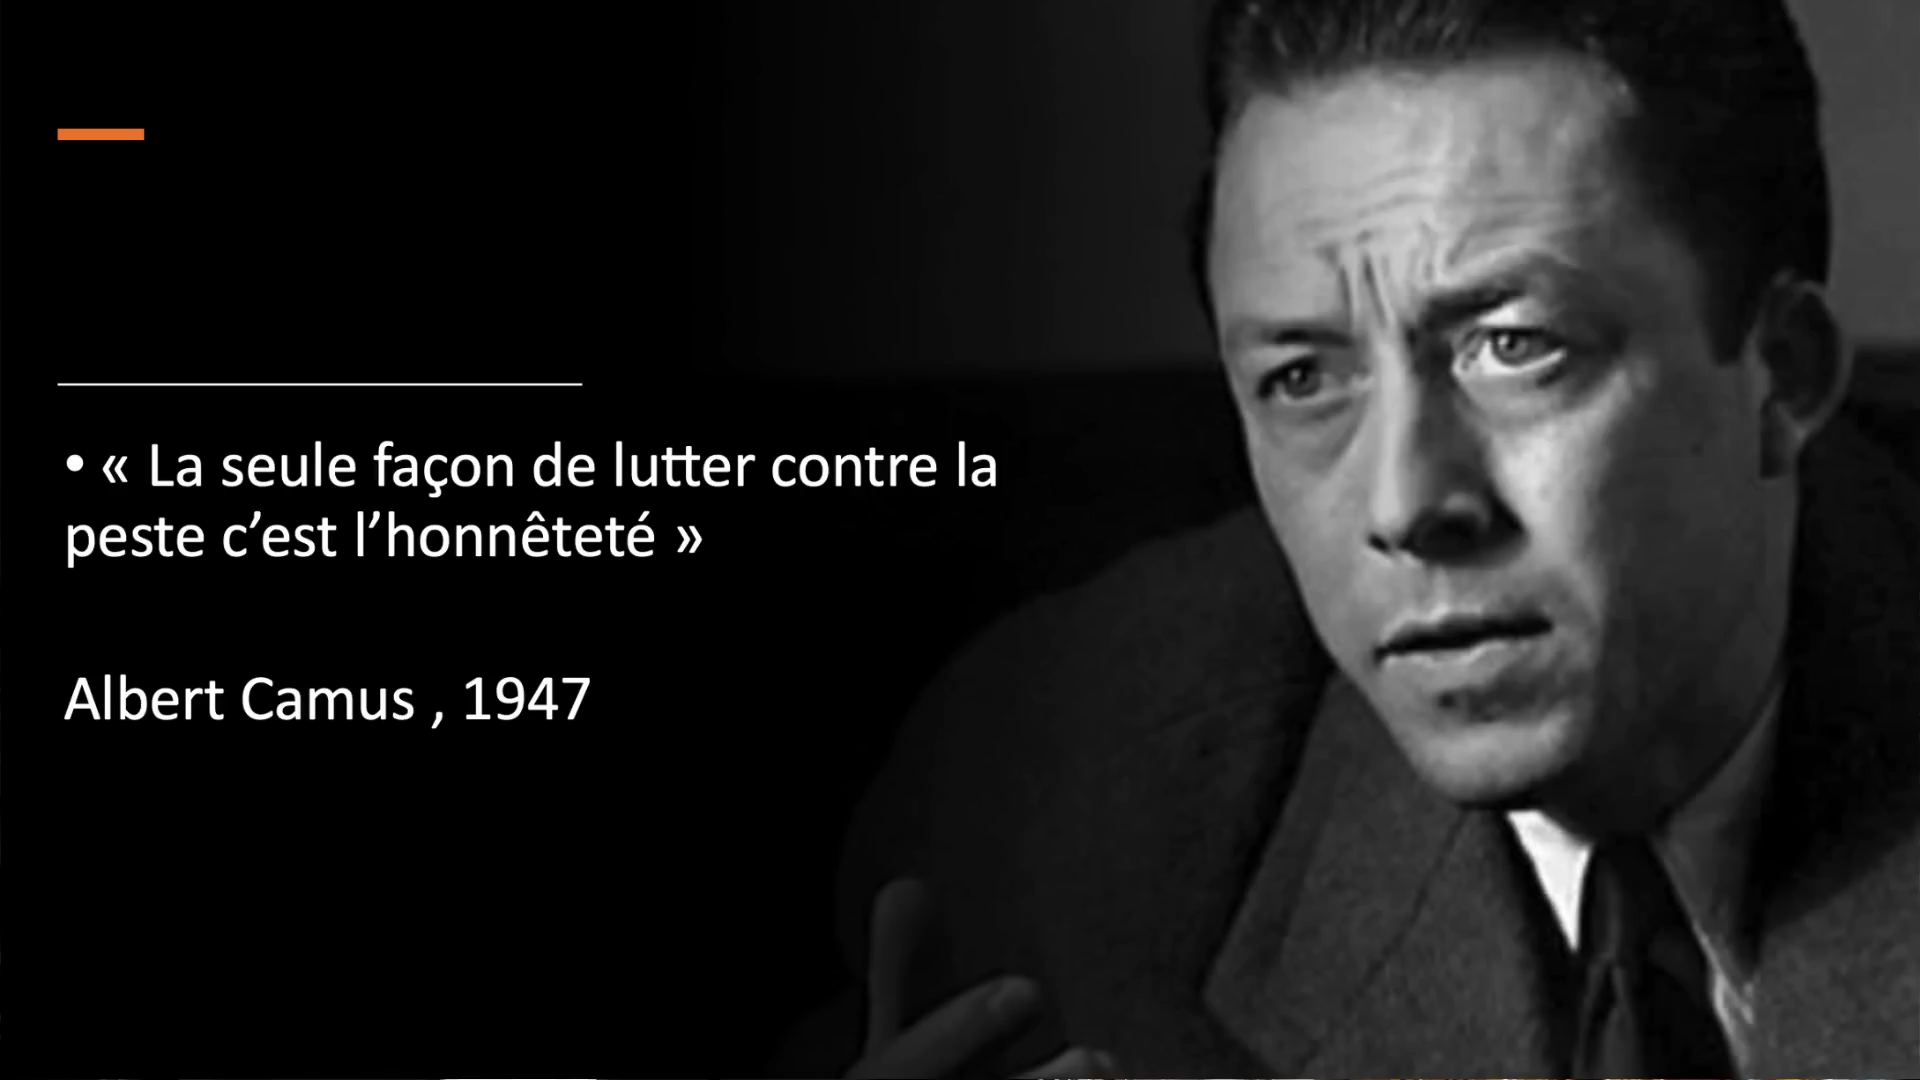 • « La seule façon de lutter contre la
peste c’est l’honnêteté »
Albert Camus , 1947